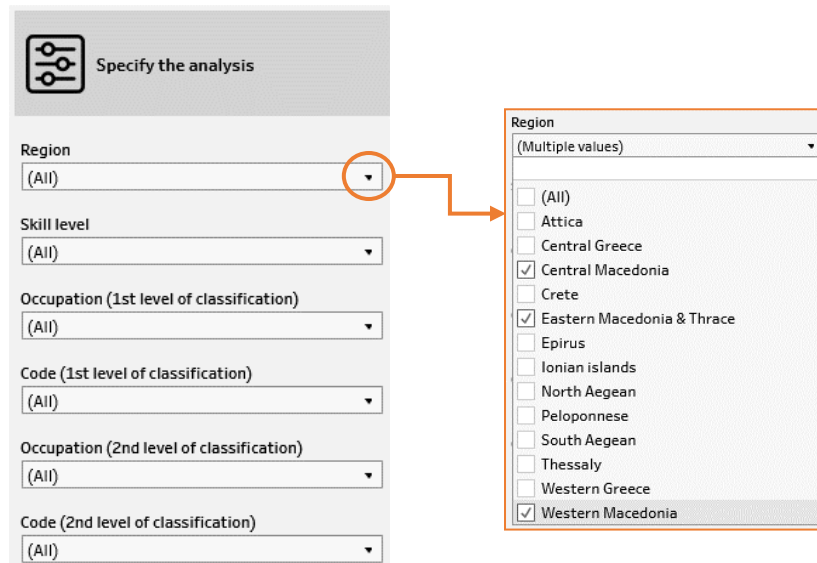 Specify the analysis
Region
(All)
Skill level
(All)
Occupation (1st level of classification)
(All)
Code (1st level of classification)
(All)
Occupation (2nd level of classification)
(All)
Code (2nd level of classification)
(All)
Region
(Multiple values)
(All)
Attica
Central Greece
Central Macedonia
Crete
Eastern Macedonia & Thrace
Epirus
Ionian islands
North Aegean
Peloponnese
South Aegean
Thessaly
Western Greece
Western Macedonia